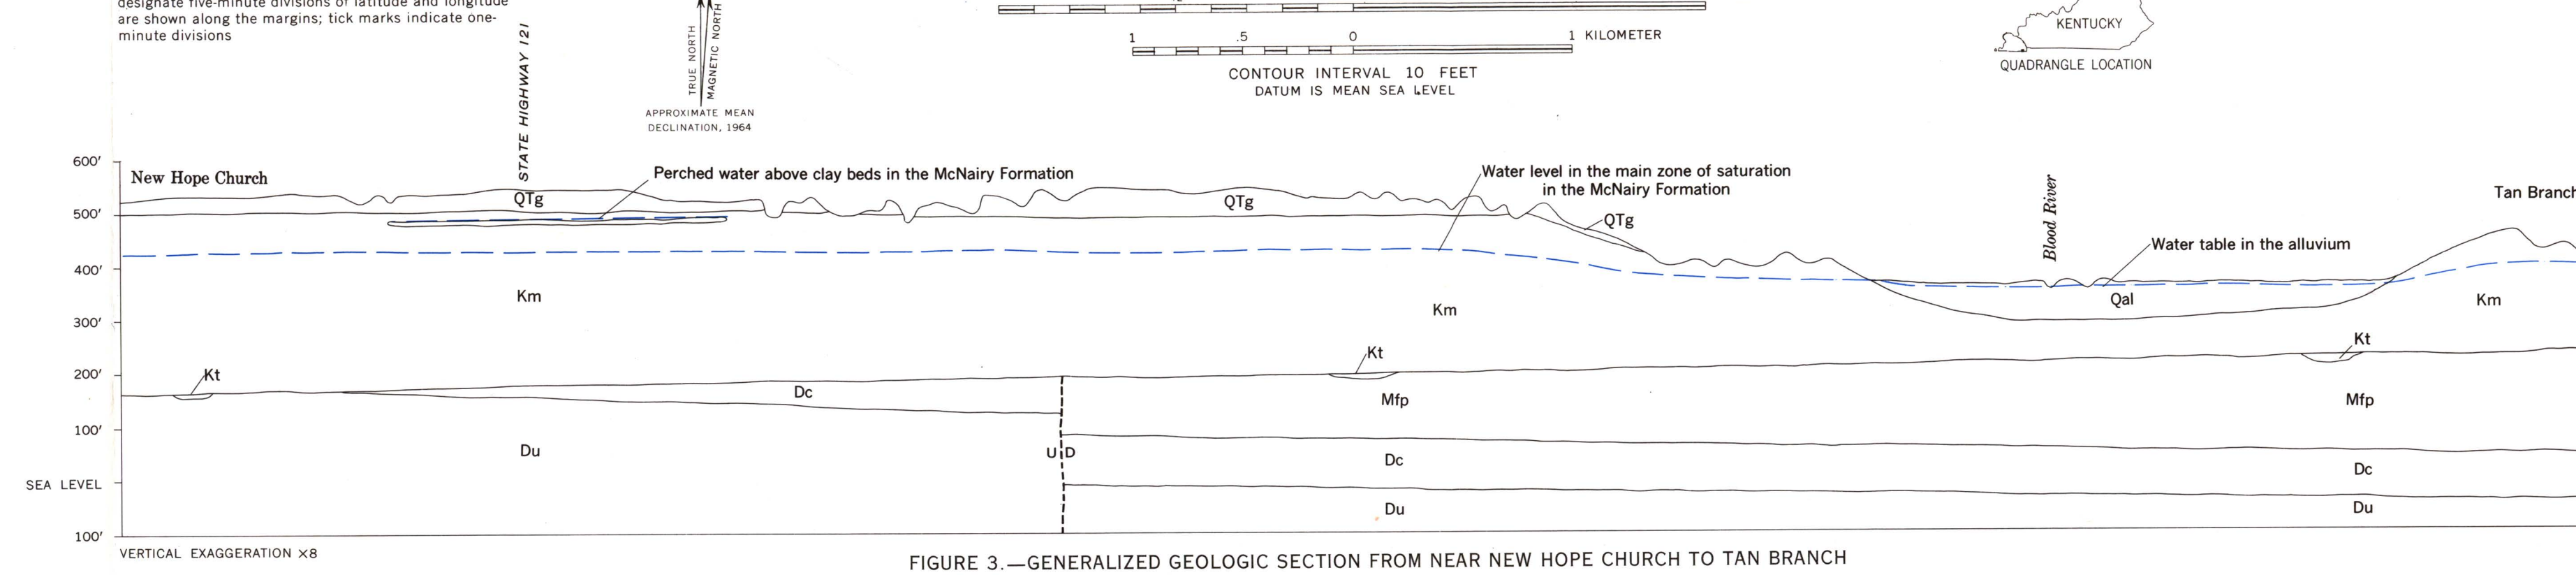 designate five-minute divisions of latitude and longitude
are shown along the margins; tick marks indicate one-
minute divisions
STATE HIGHWAY 121
TRUE NORTH
MAGNETIC NORTH
APPROXIMATE MEAN
DECLINATION, 1964
1 .5 0 1 KILOMETER
CONTOUR INTERVAL 10 FEET
DATUM IS MEAN SEA LEVEL
KENTUCKY
QUADRANGLE LOCATION
600'
500'
400'
300'
200'
100'
SEA LEVEL
100'
New Hope Church
QTg
Perched water above clay beds in the McNairy Formation
QTg
Water level in the main zone of saturation
in the McNairy Formation
QTg
Blood River
Water table in the alluvium
Tan Branch
Km
Km
Qal
Km
Kt
Kt
Kt
Dc
Mfp
Mfp
Du
U D
Dc
Dc
Du
Du
VERTICAL EXAGGERATION X8
FIGURE 3.—GENERALIZED GEOLOGIC SECTION FROM NEAR NEW HOPE CHURCH TO TAN BRANCH